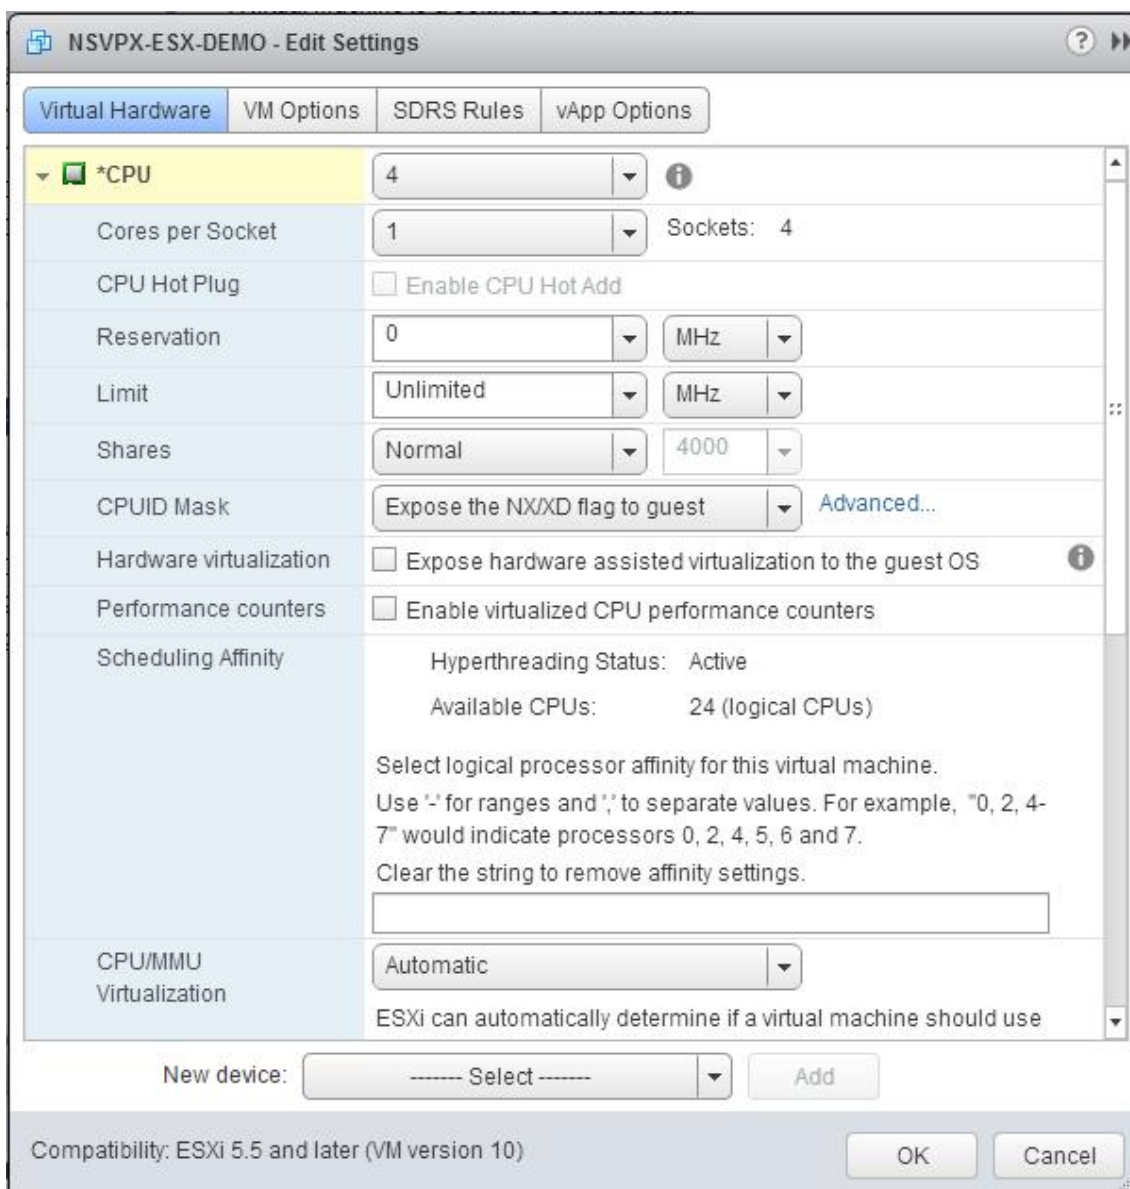 NSVPX-ESX-DEMO - Edit Settings
Virtual Hardware VM Options SDRS Rules vApp Options
*CPU 4
Cores per Socket 1 Sockets: 4
CPU Hot Plug Enable CPU Hot Add
Reservation 0 MHz
Limit Unlimited MHz
Shares Normal 4000
CPUID Mask Expose the NX/XD flag to guest Advanced...
Hardware virtualization Expose hardware assisted virtualization to the guest OS
Performance counters Enable virtualized CPU performance counters
Scheduling Affinity Hyperthreading Status: Active
Available CPUs: 24 (logical CPUs)
Select logical processor affinity for this virtual machine.
Use '-' for ranges and ',' to separate values. For example, "0, 2, 4-
7" would indicate processors 0, 2, 4, 5, 6 and 7.
Clear the string to remove affinity settings.
CPU/MMU
Virtualization
Automatic
ESXi can automatically determine if a virtual machine should use
New device: ------- Select ------- Add
Compatibility: ESXi 5.5 and later (VM version 10) OK Cancel